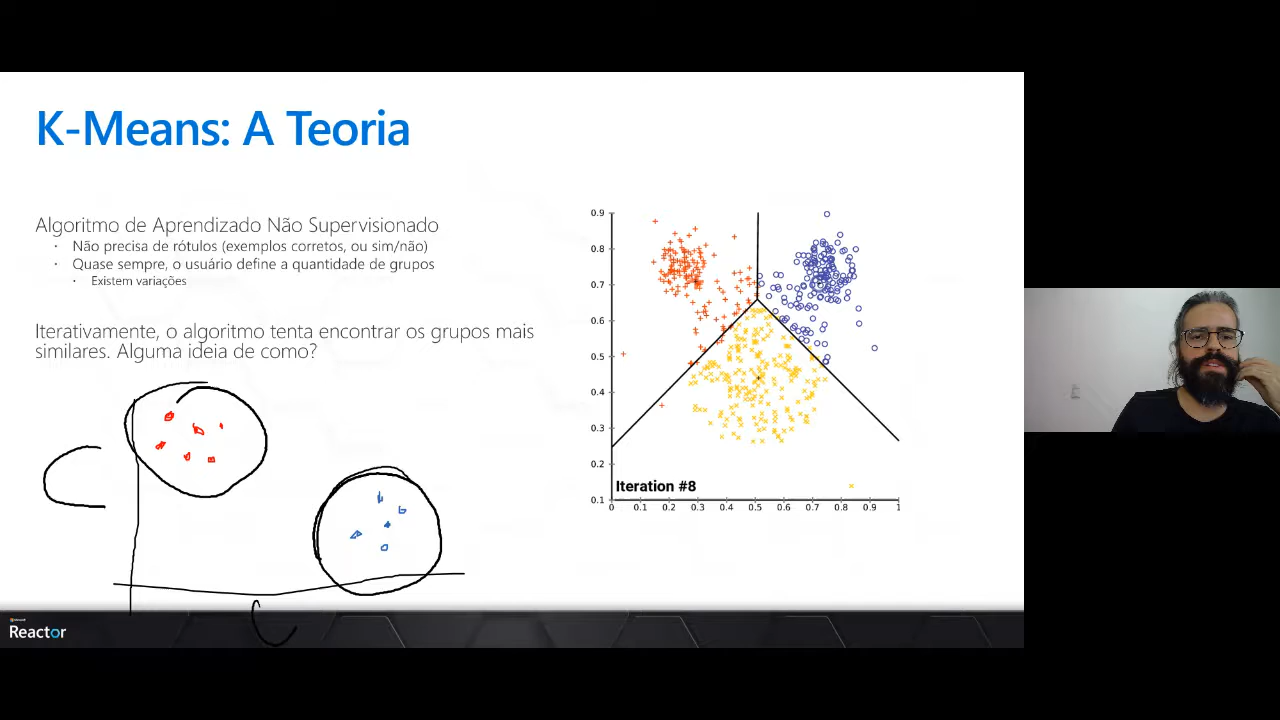 K-Means: A Teoria
Algoritmo de Aprendizado Não Supervisionado
· Não precisa de rótulos (exemplos corretos, ou sim/não)
· Quase sempre, o usuário define a quantidade de grupos
· Existem variações
Iterativamente, o algoritmo tenta encontrar os grupos mais
similares. Alguma ideia de como?
0.9
0.8
0.7
0.6
0.5
0.4
0.3
0.2
0.1
Iteration #8
0 0.1 0.2 0.3 0.4 0.5 0.6 0.7 0.8 0.9 1
Reactor